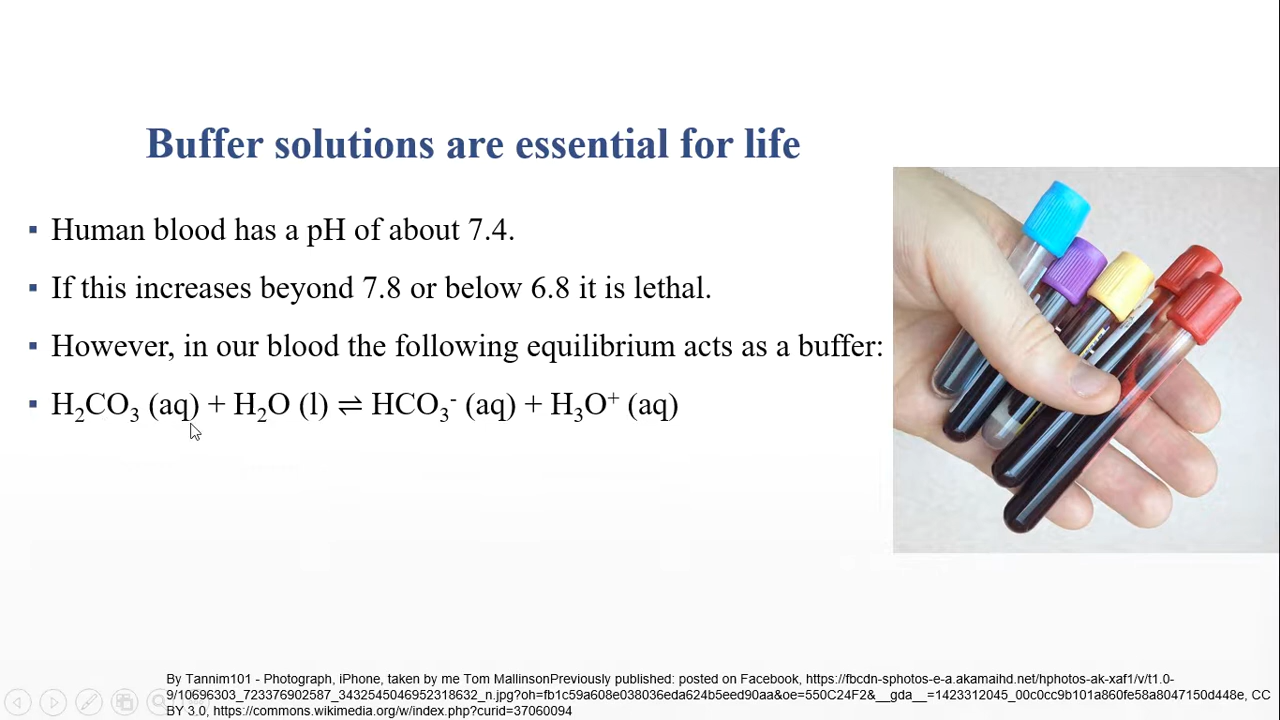 Buffer solutions are essential for life
▪ Human blood has a pH of about 7.4.
▪ If this increases beyond 7.8 or below 6.8 it is lethal.
▪ However, in our blood the following equilibrium acts as a buffer:
▪ H₂CO₃ (aq) + H₂O (l) ⇌ HCO₃⁻ (aq) + H₃O⁺ (aq)
By Tannim101 - Photograph, iPhone, taken by me Tom MallinsonPreviously published: posted on Facebook, https://fbcdn-sphotos-e-a.akamaihd.net/hphotos-ak-xaf1/v/t1.0-
9/10696303_723376902587_3432545046952318632_n.jpg?oh=fb1c59a608e038036eda624b5eed90aa&oe=550C24F2&__gda__=1423312045_00c0cc9b101a860fe58a8047150d448e, CC
BY 3.0, https://commons.wikimedia.org/w/index.php?curid=37060094